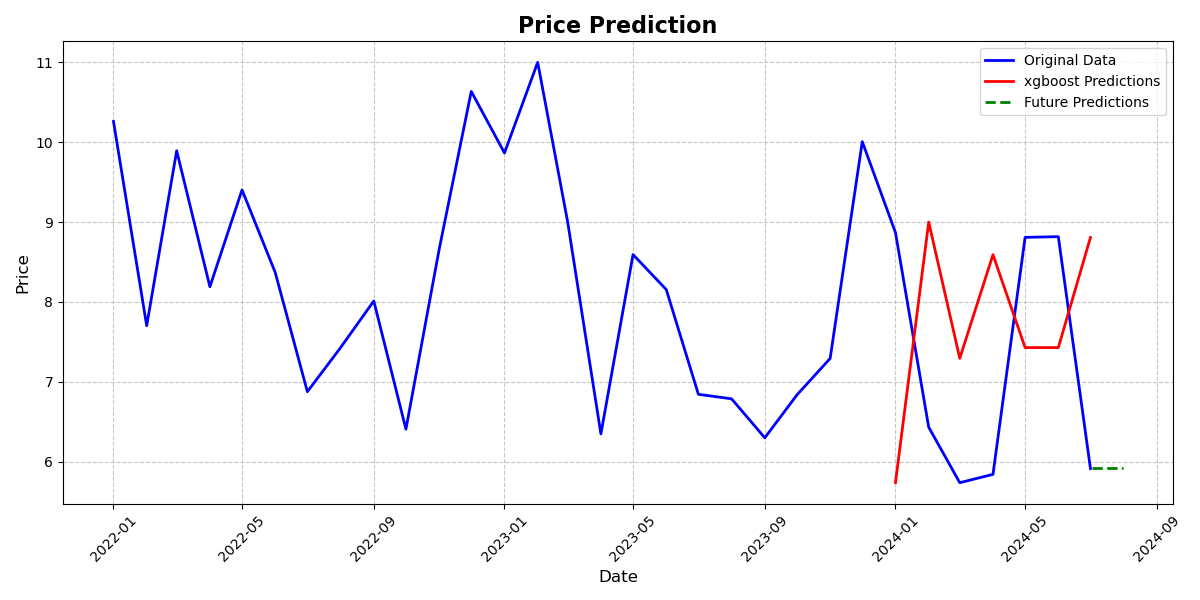 Price Prediction
Original Data
xgboost Predictions
Future Predictions
Price
11
10
9
8
7
6
2022-01
2022-05
2022-09
2023-01
2023-05
2023-09
2024-01
2024-05
2024-09
Date